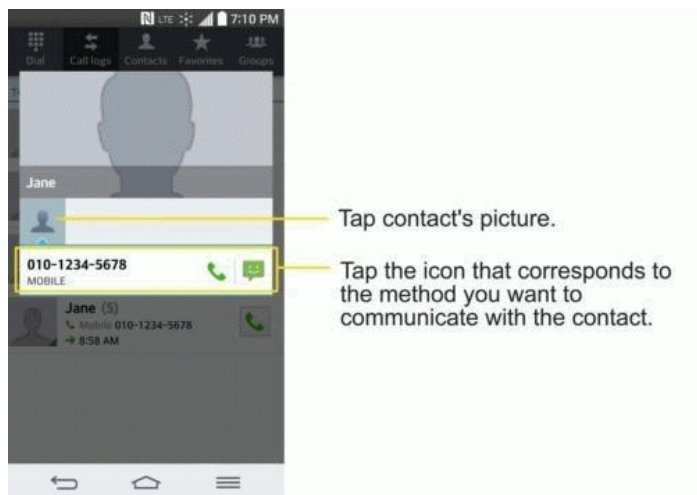 N LTE 7:10 PM
Dial Call logs Contacts Favorites Groups
Jane
Tap contact's picture.
010-1234-5678
MOBILE
Tap the icon that corresponds to
the method you want to
communicate with the contact.
Jane (5)
Mobile 010-1234-5678
8:58 AM